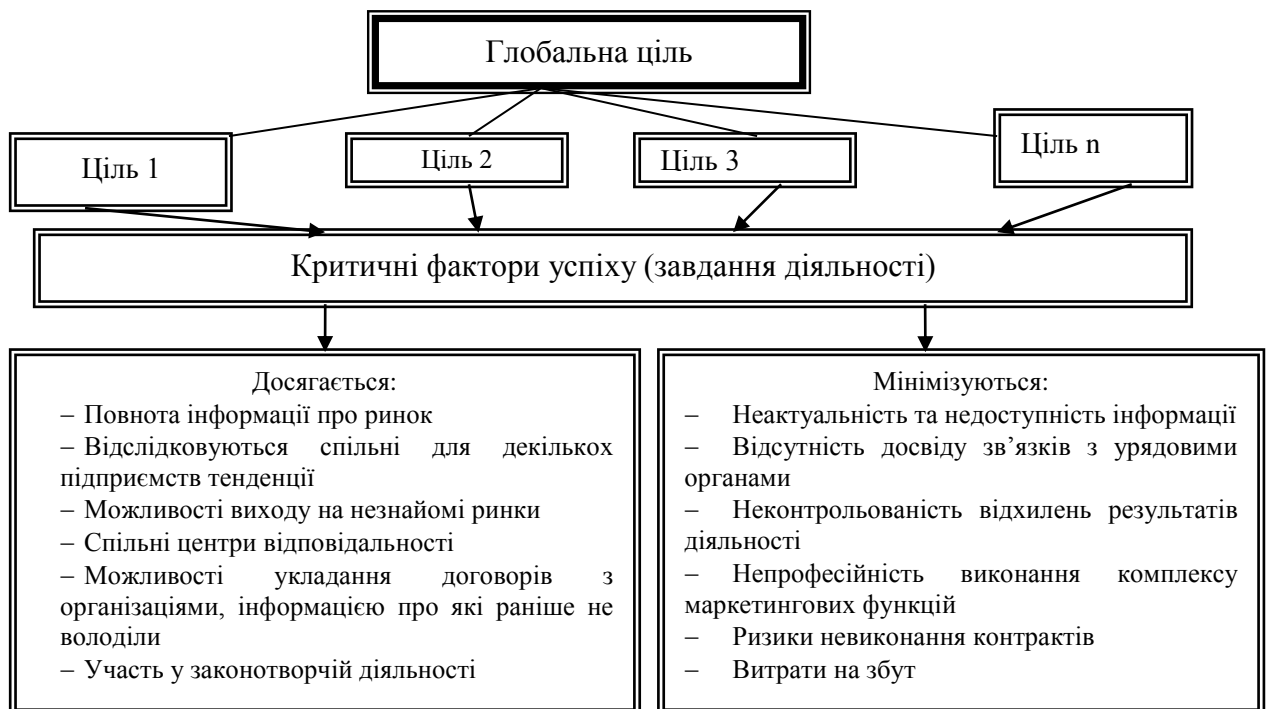 Глобальна ціль
Ціль 1
Ціль 2
Ціль 3
Ціль n
Критичні фактори успіху (завдання діяльності)
Досягається:
– Повнота інформації про ринок
– Відслідковуються спільні для декількох
підприємств тенденції
– Можливості виходу на незнайомі ринки
– Спільні центри відповідальності
– Можливості укладання договорів з
організаціями, інформацією про які раніше не
володіли
– Участь у законотворчій діяльності
Мінімізуються:
– Неактуальність та недоступність інформації
– Відсутність досвіду зв’язків з урядовими
органами
– Неконтрольованість відхилень результатів
діяльності
– Непрофесійність виконання комплексу
маркетингових функцій
– Ризики невиконання контрактів
– Витрати на збут